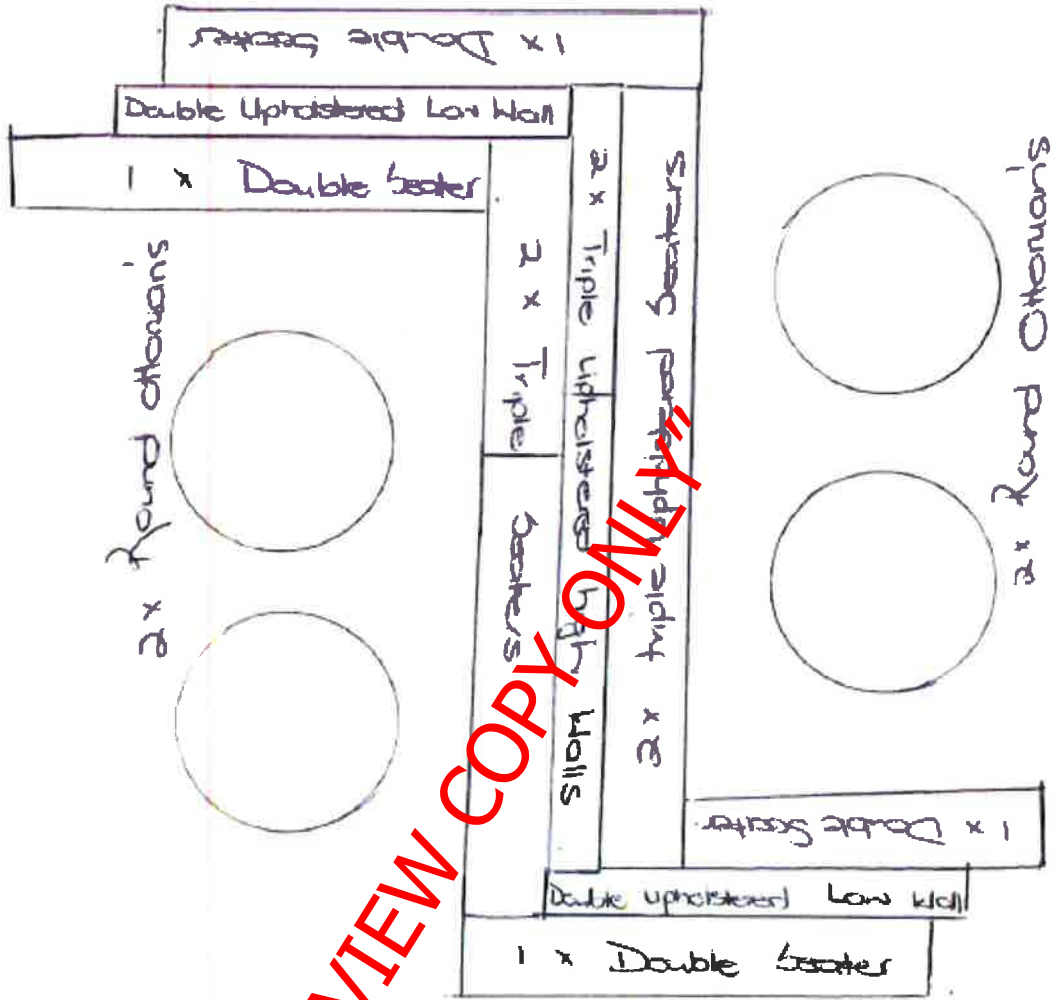 1 x Double Seater
Double Upholstered Low Wall
1 x Double Seater
2 x Triple Seaters
2 x Triple Upholstered high Walls
2 x triple upholstered Seaters
2 x Round Ottoman's
2 x Round Ottoman's
1 x Double Seater
Double Upholstered Low Wall
1 x Double Seater
VIEW COPY ONLY"